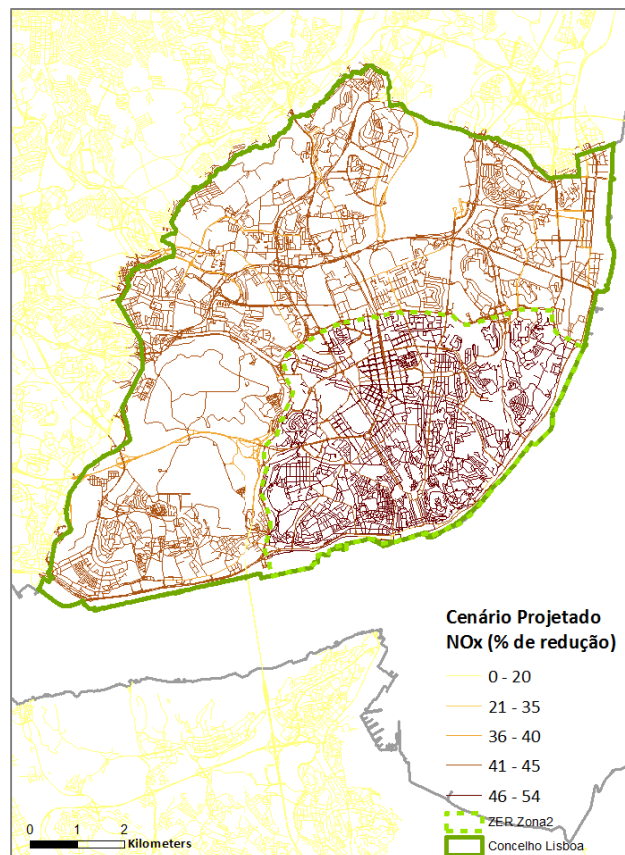 Cenário Projetado
NOx (% de redução)
0 - 20
21 - 35
36 - 40
41 - 45
46 - 54
ZER Zona2
Concelho Lisboa
0 1 2
Kilometers